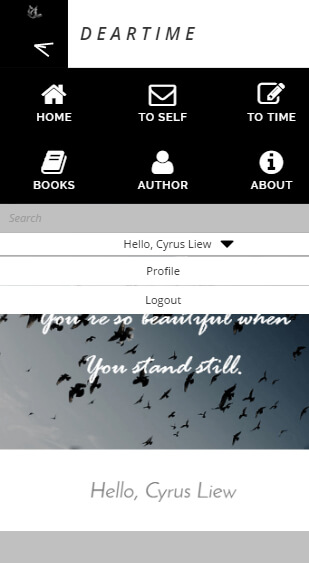 DEARTIME
HOME TO SELF TO TIME
BOOKS AUTHOR ABOUT
Search
Hello, Cyrus Liew
Profile
Logout
You're so beautiful when
You stand still.
Hello, Cyrus Liew